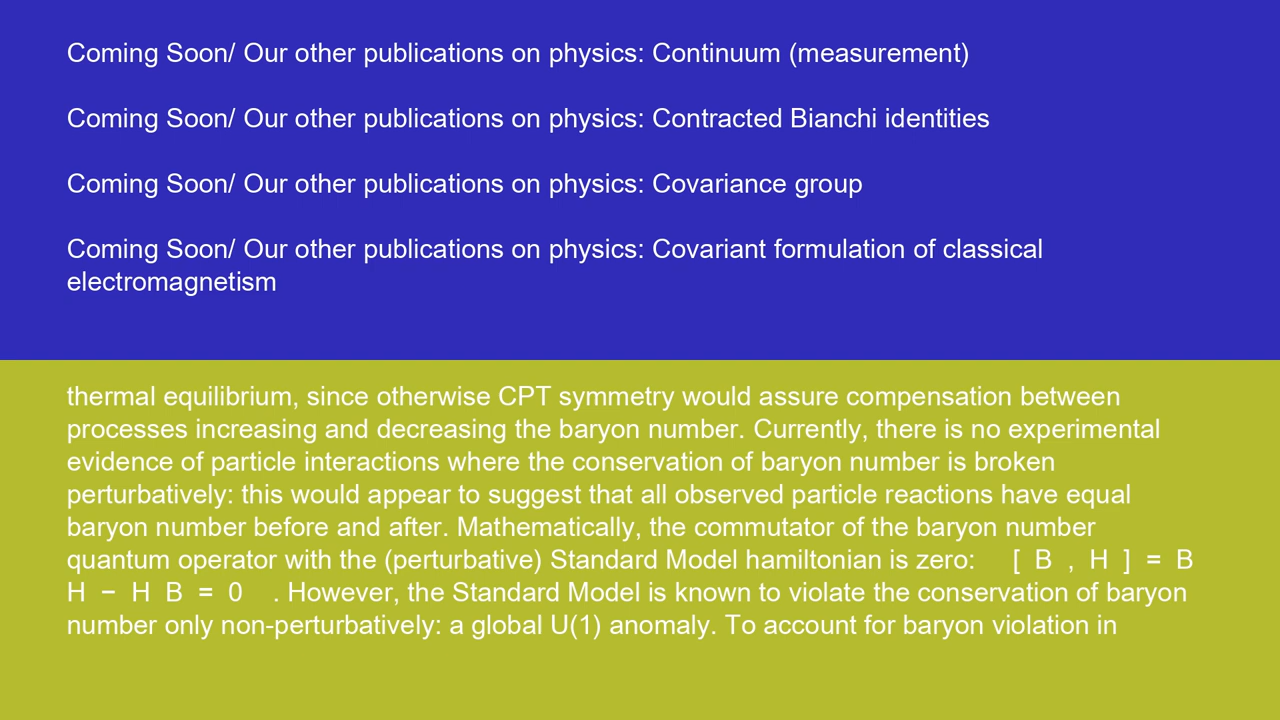 Coming Soon/ Our other publications on physics: Continuum (measurement)
Coming Soon/ Our other publications on physics: Contracted Bianchi identities
Coming Soon/ Our other publications on physics: Covariance group
Coming Soon/ Our other publications on physics: Covariant formulation of classical
electromagnetism
thermal equilibrium, since otherwise CPT symmetry would assure compensation between
processes increasing and decreasing the baryon number. Currently, there is no experimental
evidence of particle interactions where the conservation of baryon number is broken
perturbatively: this would appear to suggest that all observed particle reactions have equal
baryon number before and after. Mathematically, the commutator of the baryon number
quantum operator with the (perturbative) Standard Model hamiltonian is zero: [ B , H ] = B
H − H B = 0 . However, the Standard Model is known to violate the conservation of baryon
number only non-perturbatively: a global U(1) anomaly. To account for baryon violation in